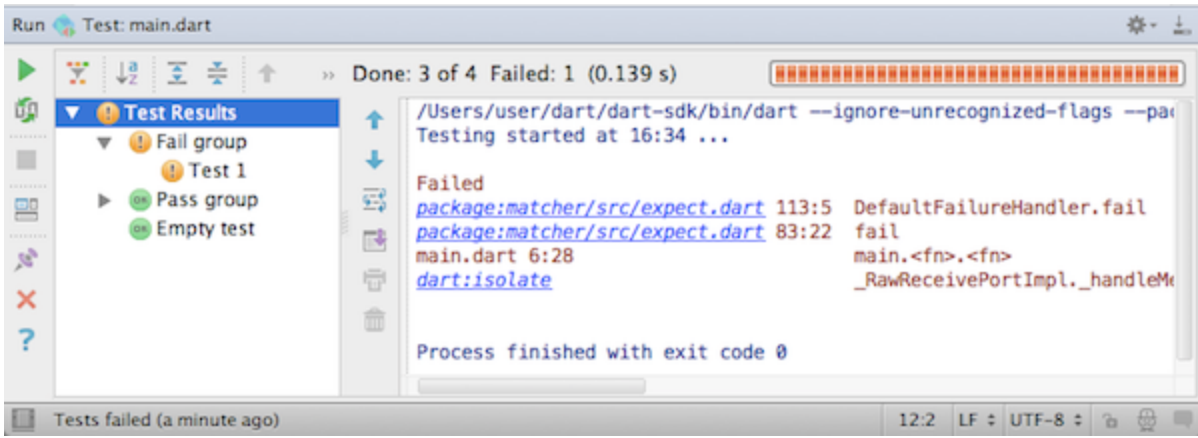 Run Test: main.dart
Done: 3 of 4 Failed: 1 (0.139 s)
Test Results
Fail group
Test 1
Pass group
Empty test
/Users/user/dart/dart-sdk/bin/dart --ignore-unrecognized-flags --pac
Testing started at 16:34 ...
Failed
package:matcher/src/expect.dart 113:5 DefaultFailureHandler.fail
package:matcher/src/expect.dart 83:22 fail
main.dart 6:28 main.<fn>.<fn>
dart:isolate _RawReceivePortImpl._handleMe
Process finished with exit code 0
Tests failed (a minute ago) 12:2 LF UTF-8